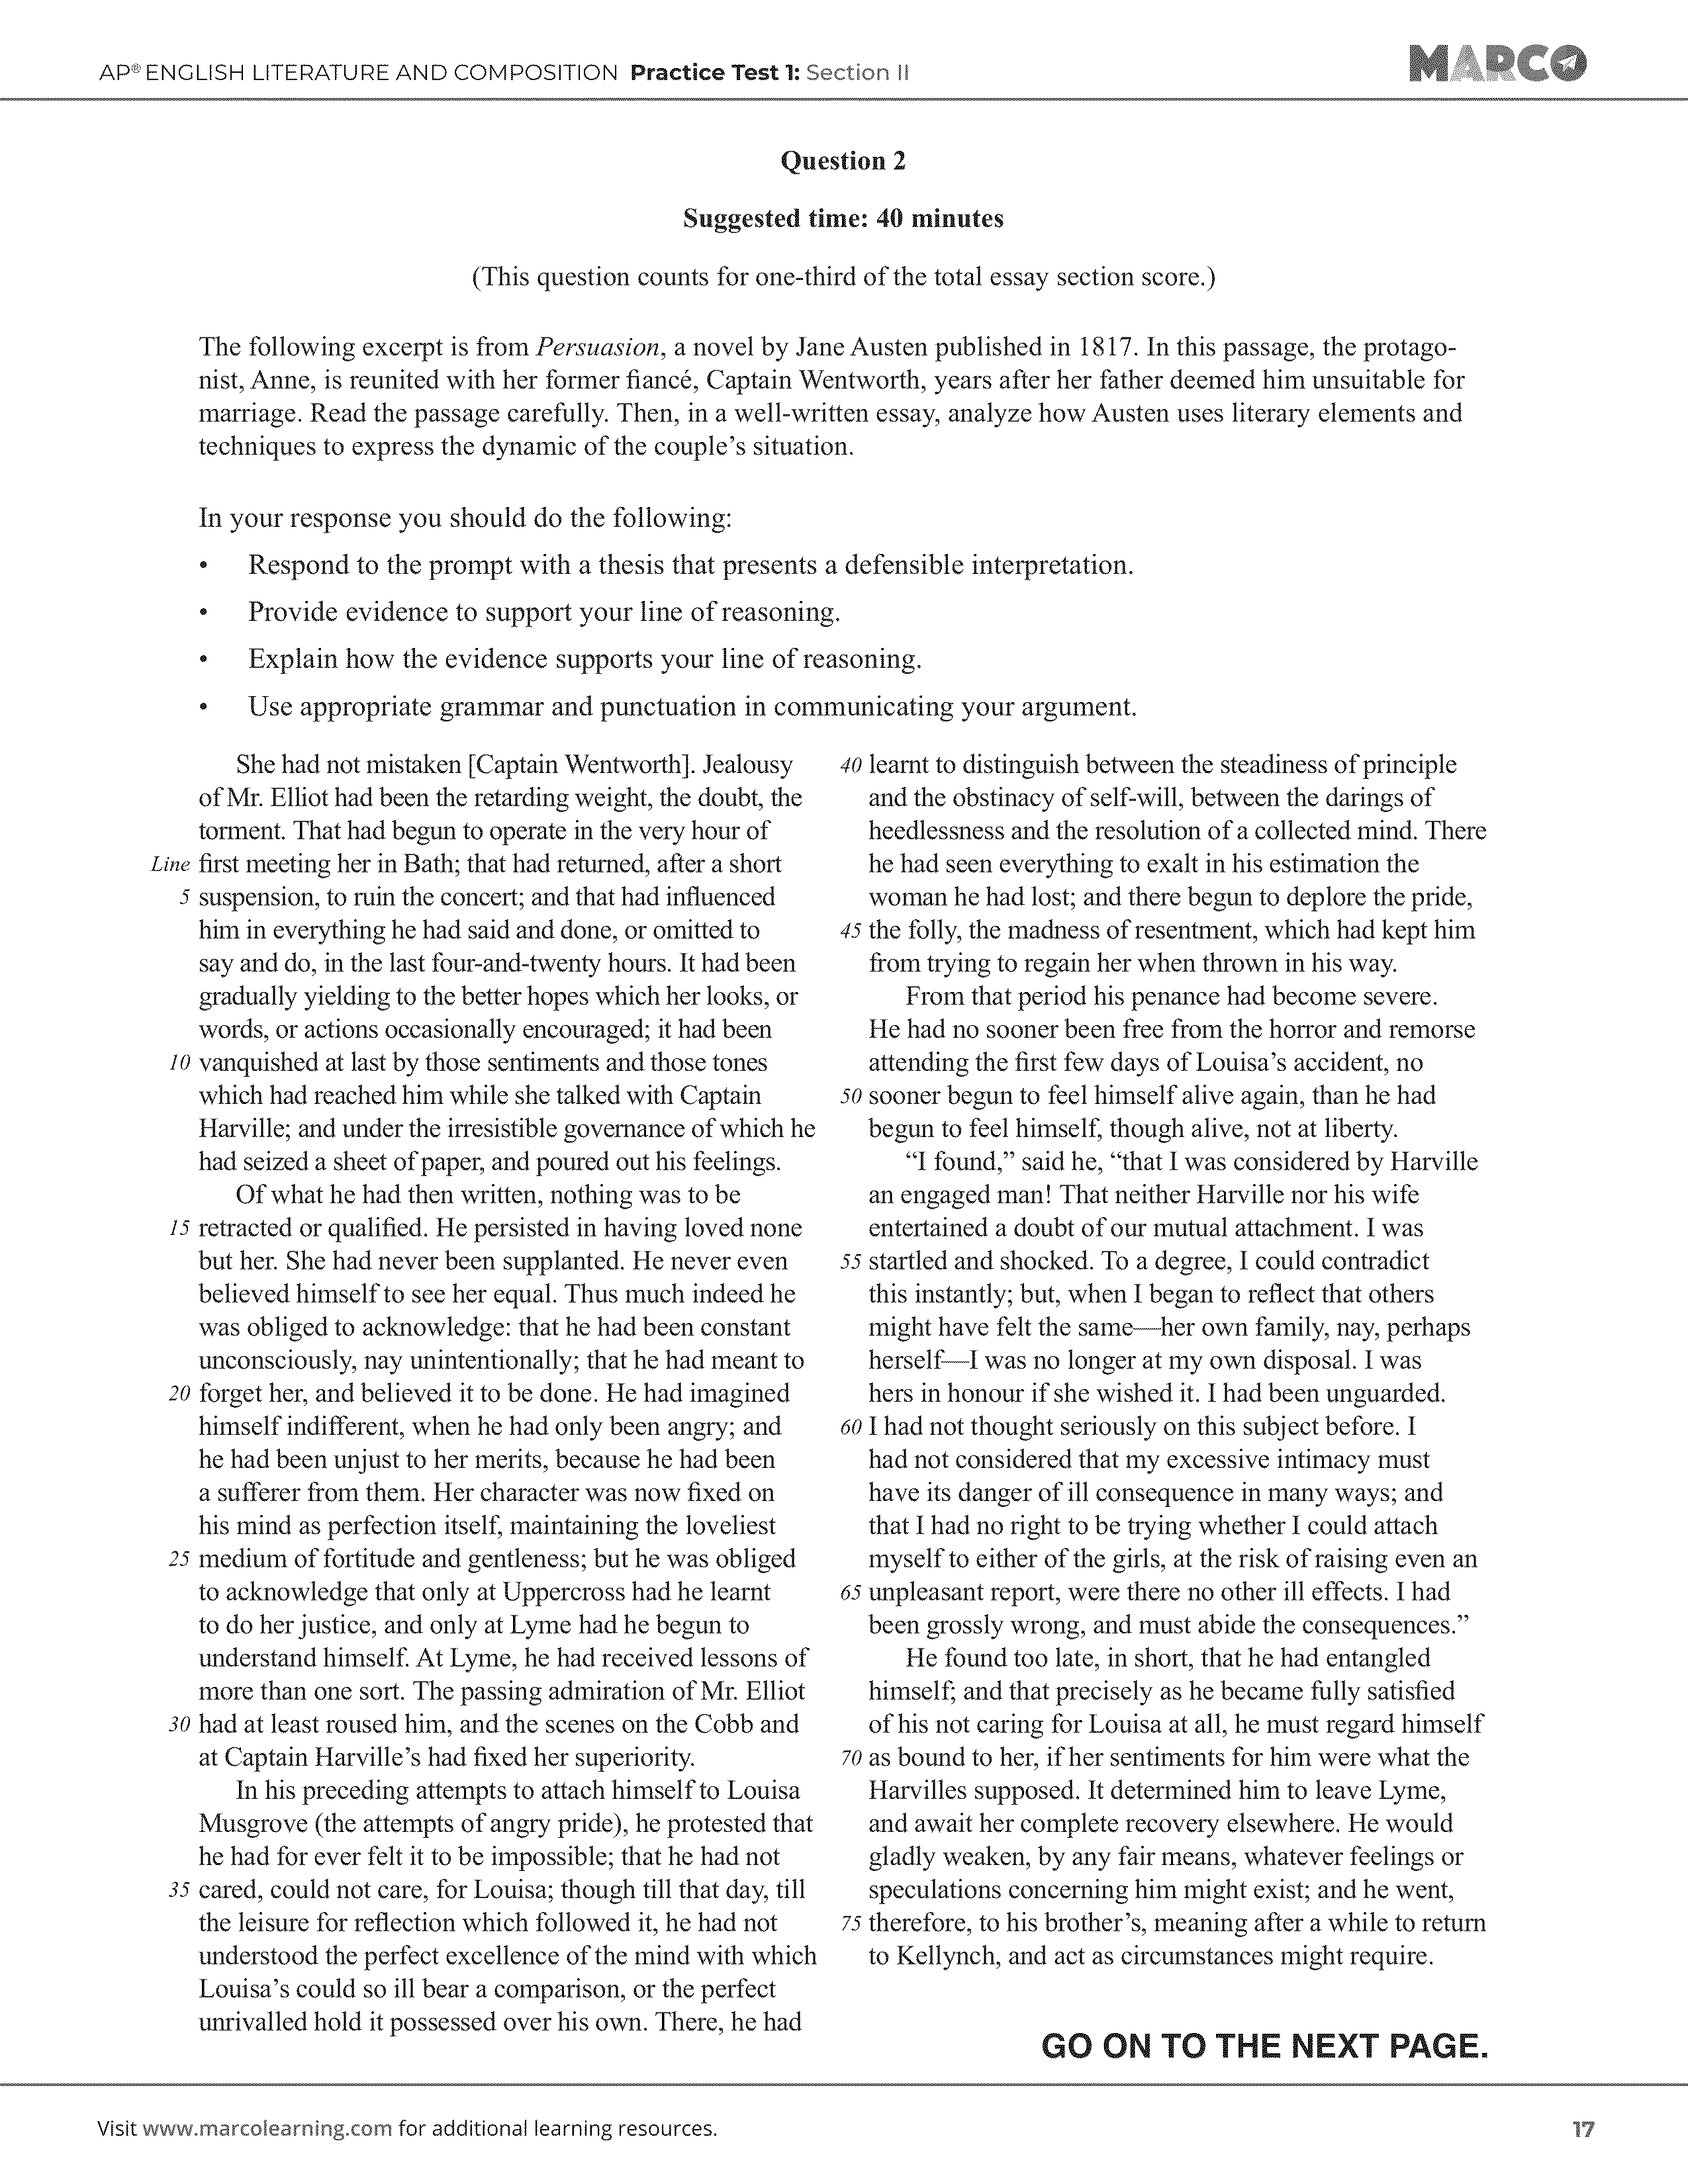 AP® ENGLISH LITERATURE AND COMPOSITION Practice Test 1: Section II
MARCO
Question 2
Suggested time: 40 minutes
(This question counts for one-third of the total essay section score.)
The following excerpt is from Persuasion, a novel by Jane Austen published in 1817. In this passage, the protago-
nist, Anne, is reunited with her former fiancé, Captain Wentworth, years after her father deemed him unsuitable for
marriage. Read the passage carefully. Then, in a well-written essay, analyze how Austen uses literary elements and
techniques to express the dynamic of the couple’s situation.
In your response you should do the following:
• Respond to the prompt with a thesis that presents a defensible interpretation.
• Provide evidence to support your line of reasoning.
• Explain how the evidence supports your line of reasoning.
• Use appropriate grammar and punctuation in communicating your argument.
She had not mistaken [Captain Wentworth]. Jealousy
of Mr. Elliot had been the retarding weight, the doubt, the
torment. That had begun to operate in the very hour of
Line first meeting her in Bath; that had returned, after a short
5 suspension, to ruin the concert; and that had influenced
him in everything he had said and done, or omitted to
say and do, in the last four-and-twenty hours. It had been
gradually yielding to the better hopes which her looks, or
words, or actions occasionally encouraged; it had been
10 vanquished at last by those sentiments and those tones
which had reached him while she talked with Captain
Harville; and under the irresistible governance of which he
had seized a sheet of paper, and poured out his feelings.
Of what he had then written, nothing was to be
15 retracted or qualified. He persisted in having loved none
but her. She had never been supplanted. He never even
believed himself to see her equal. Thus much indeed he
was obliged to acknowledge: that he had been constant
unconsciously, nay unintentionally; that he had meant to
20 forget her, and believed it to be done. He had imagined
himself indifferent, when he had only been angry; and
he had been unjust to her merits, because he had been
a sufferer from them. Her character was now fixed on
his mind as perfection itself, maintaining the loveliest
25 medium of fortitude and gentleness; but he was obliged
to acknowledge that only at Uppercross had he learnt
to do her justice, and only at Lyme had he begun to
understand himself. At Lyme, he had received lessons of
more than one sort. The passing admiration of Mr. Elliot
30 had at least roused him, and the scenes on the Cobb and
at Captain Harville’s had fixed her superiority.
In his preceding attempts to attach himself to Louisa
Musgrove (the attempts of angry pride), he protested that
he had for ever felt it to be impossible; that he had not
35 cared, could not care, for Louisa; though till that day, till
the leisure for reflection which followed it, he had not
understood the perfect excellence of the mind with which
Louisa’s could so ill bear a comparison, or the perfect
unrivalled hold it possessed over his own. There, he had
40 learnt to distinguish between the steadiness of principle
and the obstinacy of self-will, between the darings of
heedlessness and the resolution of a collected mind. There
he had seen everything to exalt in his estimation the
woman he had lost; and there begun to deplore the pride,
45 the folly, the madness of resentment, which had kept him
from trying to regain her when thrown in his way.
From that period his penance had become severe.
He had no sooner been free from the horror and remorse
attending the first few days of Louisa’s accident, no
50 sooner begun to feel himself alive again, than he had
begun to feel himself, though alive, not at liberty.
“I found,” said he, “that I was considered by Harville
an engaged man! That neither Harville nor his wife
entertained a doubt of our mutual attachment. I was
55 startled and shocked. To a degree, I could contradict
this instantly; but, when I began to reflect that others
might have felt the same—her own family, nay, perhaps
herself—I was no longer at my own disposal. I was
hers in honour if she wished it. I had been unguarded.
60 I had not thought seriously on this subject before. I
had not considered that my excessive intimacy must
have its danger of ill consequence in many ways; and
that I had no right to be trying whether I could attach
myself to either of the girls, at the risk of raising even an
65 unpleasant report, were there no other ill effects. I had
been grossly wrong, and must abide the consequences.”
He found too late, in short, that he had entangled
himself; and that precisely as he became fully satisfied
of his not caring for Louisa at all, he must regard himself
70 as bound to her, if her sentiments for him were what the
Harvilles supposed. It determined him to leave Lyme,
and await her complete recovery elsewhere. He would
gladly weaken, by any fair means, whatever feelings or
speculations concerning him might exist; and he went,
75 therefore, to his brother’s, meaning after a while to return
to Kellynch, and act as circumstances might require.
GO ON TO THE NEXT PAGE.
Visit www.marcolearning.com for additional learning resources.
17